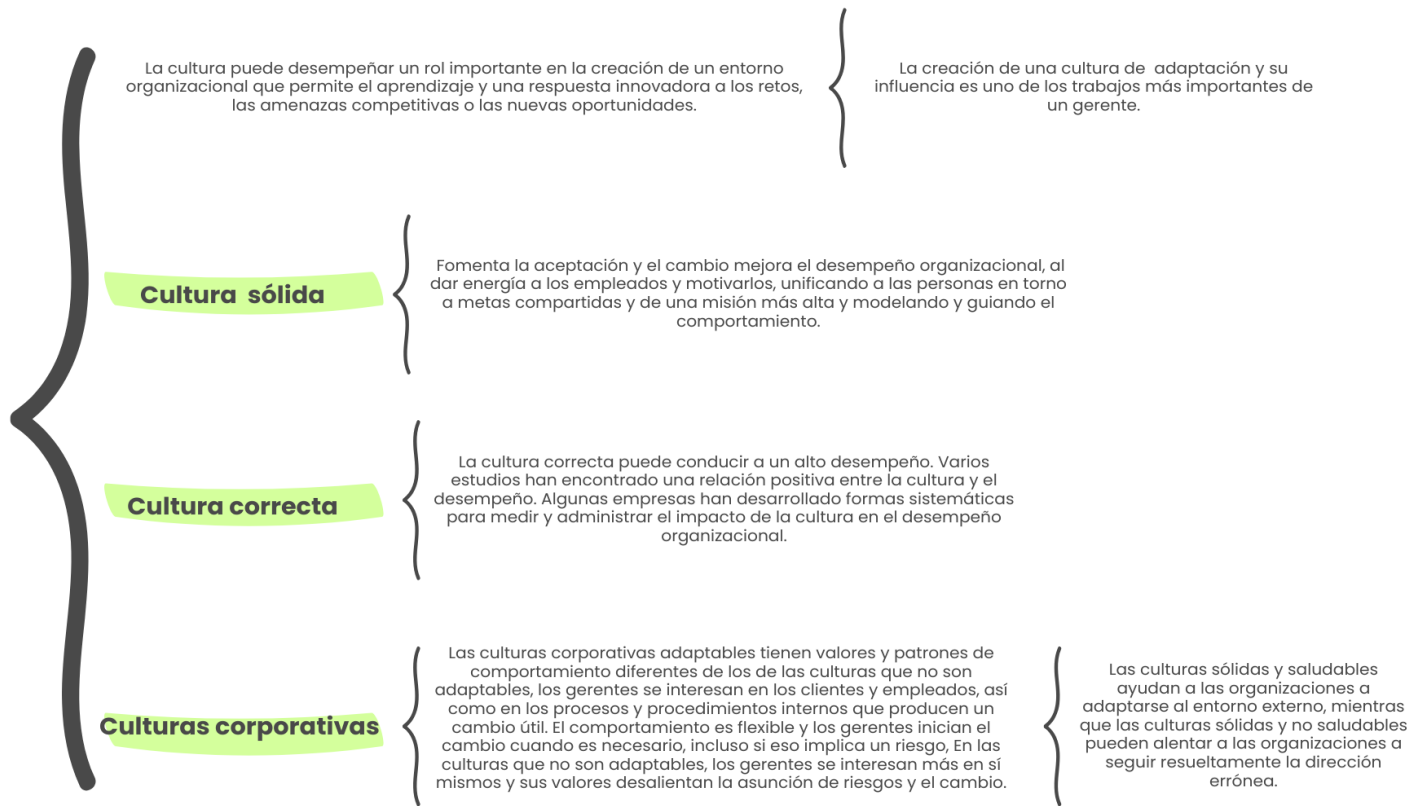 La cultura puede desempeñar un rol importante en la creación de un entorno
organizacional que permite el aprendizaje y una respuesta innovadora a los retos,
las amenazas competitivas o las nuevas oportunidades.
La creación de una cultura de  adaptación y su
influencia es uno de los trabajos más importantes de
un gerente.
Cultura  sólida
Fomenta la aceptación y el cambio mejora el desempeño organizacional, al
dar energía a los empleados y motivarlos, unificando a las personas en torno
a metas compartidas y de una misión más alta y modelando y guiando el
comportamiento.
Cultura correcta
La cultura correcta puede conducir a un alto desempeño. Varios
estudios han encontrado una relación positiva entre la cultura y el
desempeño. Algunas empresas han desarrollado formas sistemáticas
para medir y administrar el impacto de la cultura en el desempeño
organizacional.
Culturas corporativas
Las culturas corporativas adaptables tienen valores y patrones de
comportamiento diferentes de los de las culturas que no son
adaptables, los gerentes se interesan en los clientes y empleados, así
como en los procesos y procedimientos internos que producen un
cambio útil. El comportamiento es flexible y los gerentes inician el
cambio cuando es necesario, incluso si eso implica un riesgo, En las
culturas que no son adaptables, los gerentes se interesan más en sí
mismos y sus valores desalientan la asunción de riesgos y el cambio.
Las culturas sólidas y saludables
ayudan a las organizaciones a
adaptarse al entorno externo, mientras
que las culturas sólidas y no saludables
pueden alentar a las organizaciones a
seguir resueltamente la dirección
errónea.